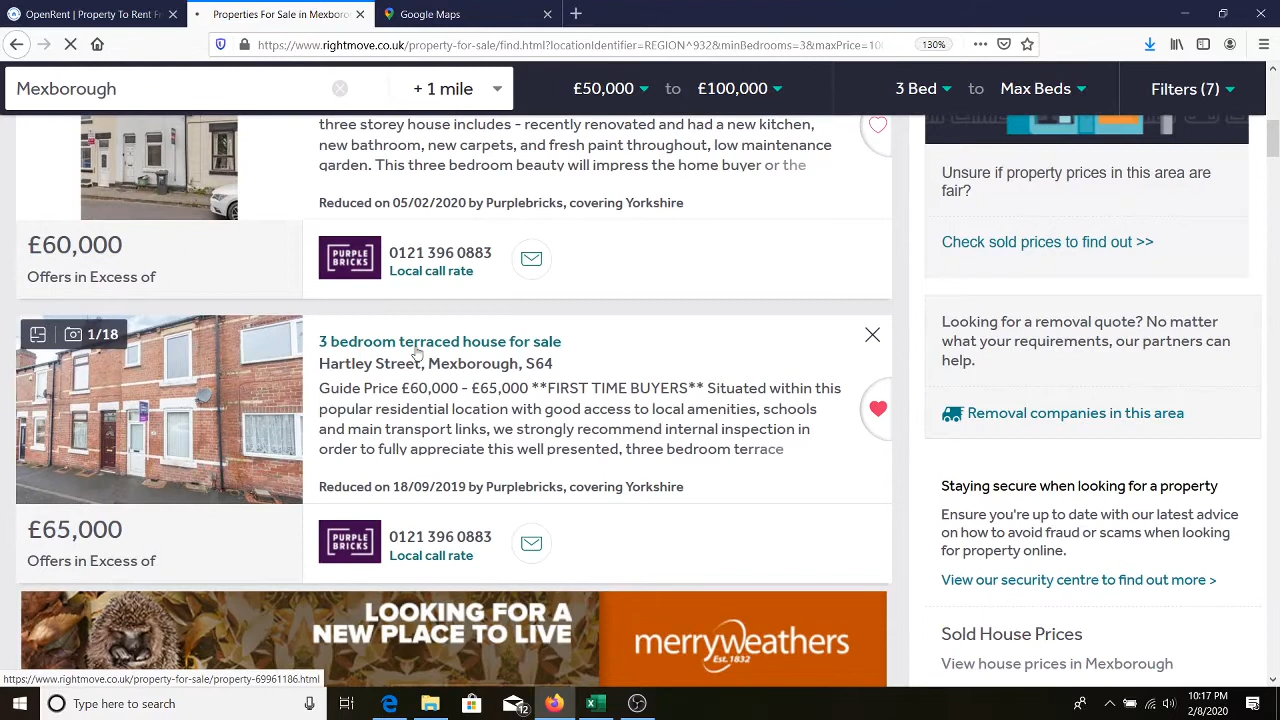 OpenRent | Property To Rent Fr
Properties For Sale in Mexborou
Google Maps
https://www.rightmove.co.uk/property-for-sale/find.html?locationIdentifier=REGION^932&minBedrooms=3&maxPrice=10
130%
Mexborough
+ 1 mile
£50,000 to £100,000
3 Bed to Max Beds
Filters (7)
three storey house includes - recently renovated and had a new kitchen,
new bathroom, new carpets, and fresh paint throughout, low maintenance
garden. This three bedroom beauty will impress the home buyer or the
Reduced on 05/02/2020 by Purplebricks, covering Yorkshire
£60,000
Offers in Excess of
PURPLE
BRICKS
0121 396 0883
Local call rate
1/18
3 bedroom terraced house for sale
Hartley Street, Mexborough, S64
Guide Price £60,000 - £65,000 **FIRST TIME BUYERS** Situated within this
popular residential location with good access to local amenities, schools
and main transport links, we strongly recommend internal inspection in
order to fully appreciate this well presented, three bedroom terrace
Reduced on 18/09/2019 by Purplebricks, covering Yorkshire
£65,000
Offers in Excess of
PURPLE
BRICKS
0121 396 0883
Local call rate
LOOKING FOR A
NEW PLACE TO LIVE
merryweathers
Est. 1832
Unsure if property prices in this area are
fair?
Check sold prices to find out >>
Looking for a removal quote? No matter
what your requirements, our partners can
help.
Removal companies in this area
Staying secure when looking for a property
Ensure you're up to date with our latest advice
on how to avoid fraud or scams when looking
for property online.
View our security centre to find out more >
Sold House Prices
View house prices in Mexborough
https://www.rightmove.co.uk/property-for-sale/property-69961186.html
Type here to search
12
10:17 PM
2/8/2020